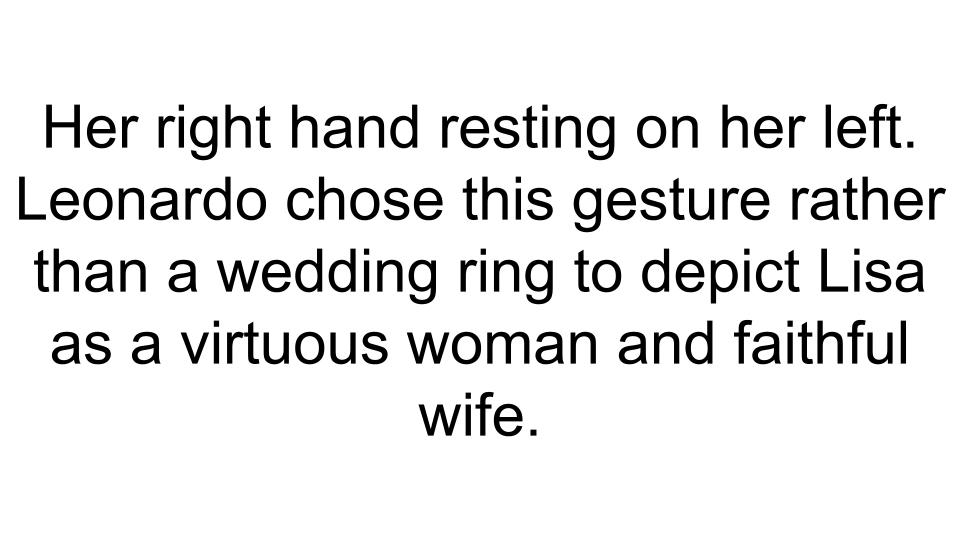 Her right hand resting on her left.
Leonardo chose this gesture rather
than a wedding ring to depict Lisa
as a virtuous woman and faithful
wife.